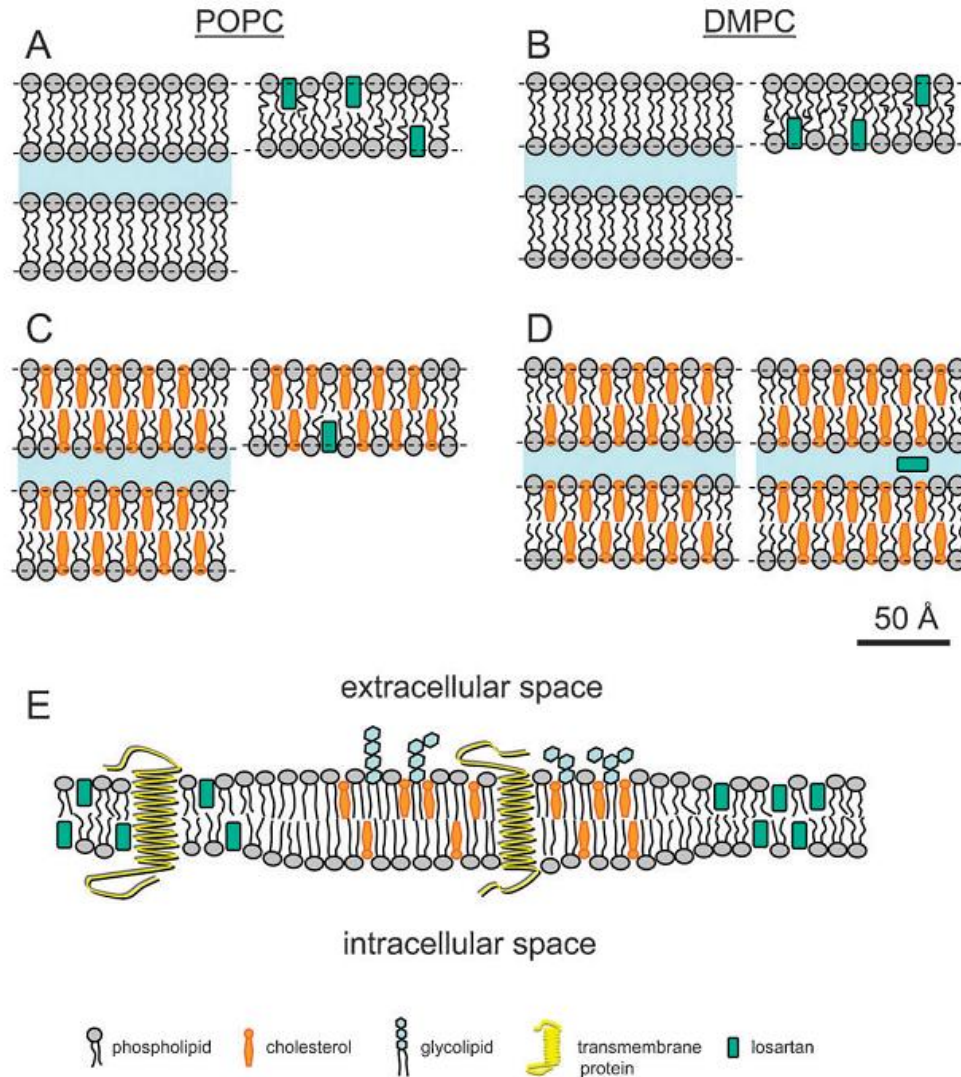 POPC
DMPC
A
B
C
D
50 Å
extracellular space
E
intracellular space
phospholipid
cholesterol
glycolipid
transmembrane
protein
losartan